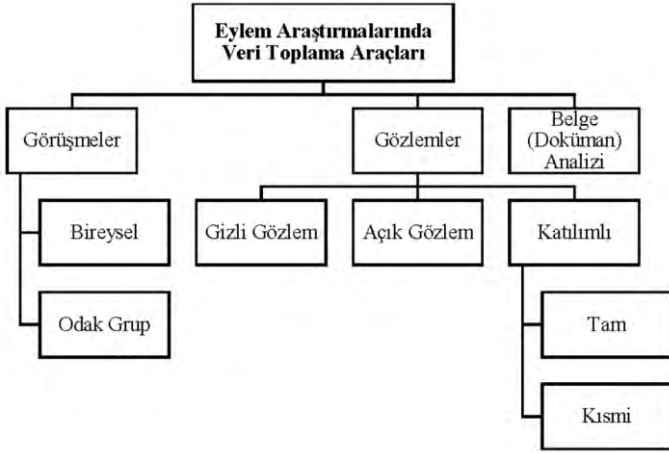 Eylem Araştırmalarında
Veri Toplama Araçları
Görüşmeler
Gözlemler
Belge
(Doküman)
Analizi
Bireysel
Gizli Gözlem
Açık Gözlem
Katılımlı
Odak Grup
Tam
Kısmi